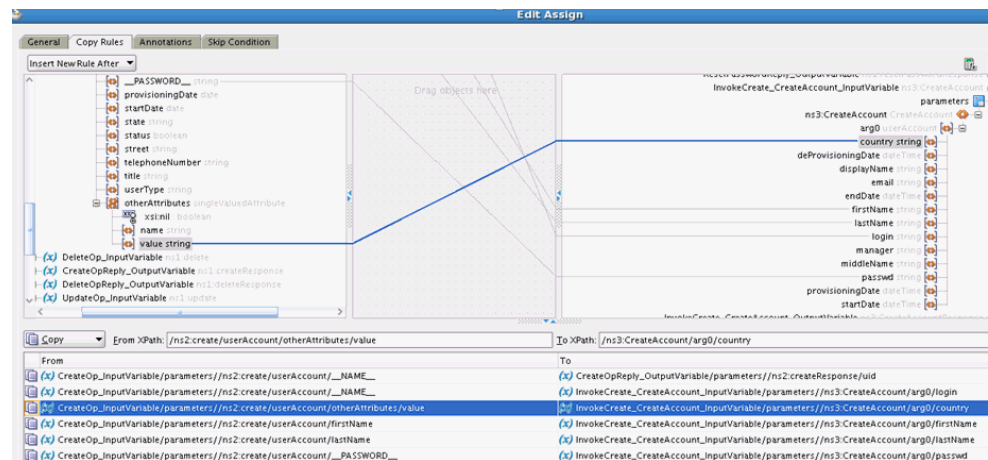 Edit Assign
General Copy Rules Annotations Skip Condition
Insert New Rule After
__PASSWORD__ string
provisioningDate date
startDate date
state string
status boolean
street string
telephoneNumber string
title string
userType string
otherAttributes singleValuedAttribute
xsi:nil boolean
name string
value string
(x) DeleteOp_InputVariable ns1:delete
(x) CreateOpReply_OutputVariable ns1:createResponse
(x) DeleteOpReply_OutputVariable ns1:deleteResponse
(x) UpdateOp_InputVariable ns1:update
Drag objects here
InvokeCreate_CreateAccount_InputVariable ns3:CreateAccount
parameters
ns3:CreateAccount CreateAccount
arg0 userAccount
country string
deProvisioningDate dateTime
displayName string
email string
endDate dateTime
firstName string
lastName string
login string
manager string
middleName string
passwd string
provisioningDate dateTime
startDate dateTime
Copy From XPath: /ns2:create/userAccount/otherAttributes/value To XPath: /ns3:CreateAccount/arg0/country
From To
(x) CreateOp_InputVariable/parameters//ns2:create/userAccount/__NAME__ (x) CreateOpReply_OutputVariable/parameters//ns2:createResponse/uid
(x) CreateOp_InputVariable/parameters//ns2:create/userAccount/__NAME__ (x) InvokeCreate_CreateAccount_InputVariable/parameters//ns3:CreateAccount/arg0/login
CreateOp_InputVariable/parameters//ns2:create/userAccount/otherAttributes/value InvokeCreate_CreateAccount_InputVariable/parameters//ns3:CreateAccount/arg0/country
(x) CreateOp_InputVariable/parameters//ns2:create/userAccount/firstName (x) InvokeCreate_CreateAccount_InputVariable/parameters//ns3:CreateAccount/arg0/firstName
(x) CreateOp_InputVariable/parameters//ns2:create/userAccount/lastName (x) InvokeCreate_CreateAccount_InputVariable/parameters//ns3:CreateAccount/arg0/lastName
(x) CreateOp_InputVariable/parameters//ns2:create/userAccount/__PASSWORD__ (x) InvokeCreate_CreateAccount_InputVariable/parameters//ns3:CreateAccount/arg0/passwd